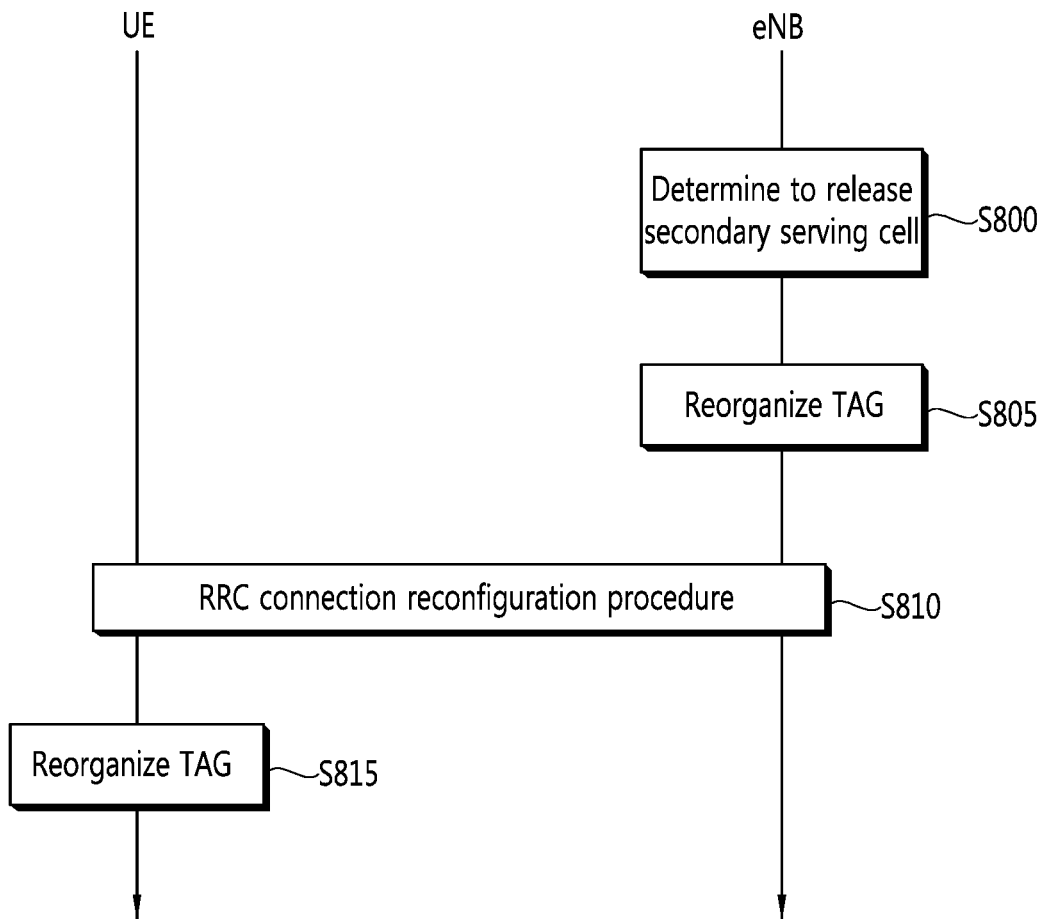 UE
eNB
Determine to release
secondary serving cell
S800
Reorganize TAG
S805
RRC connection reconfiguration procedure
S810
Reorganize TAG
S815